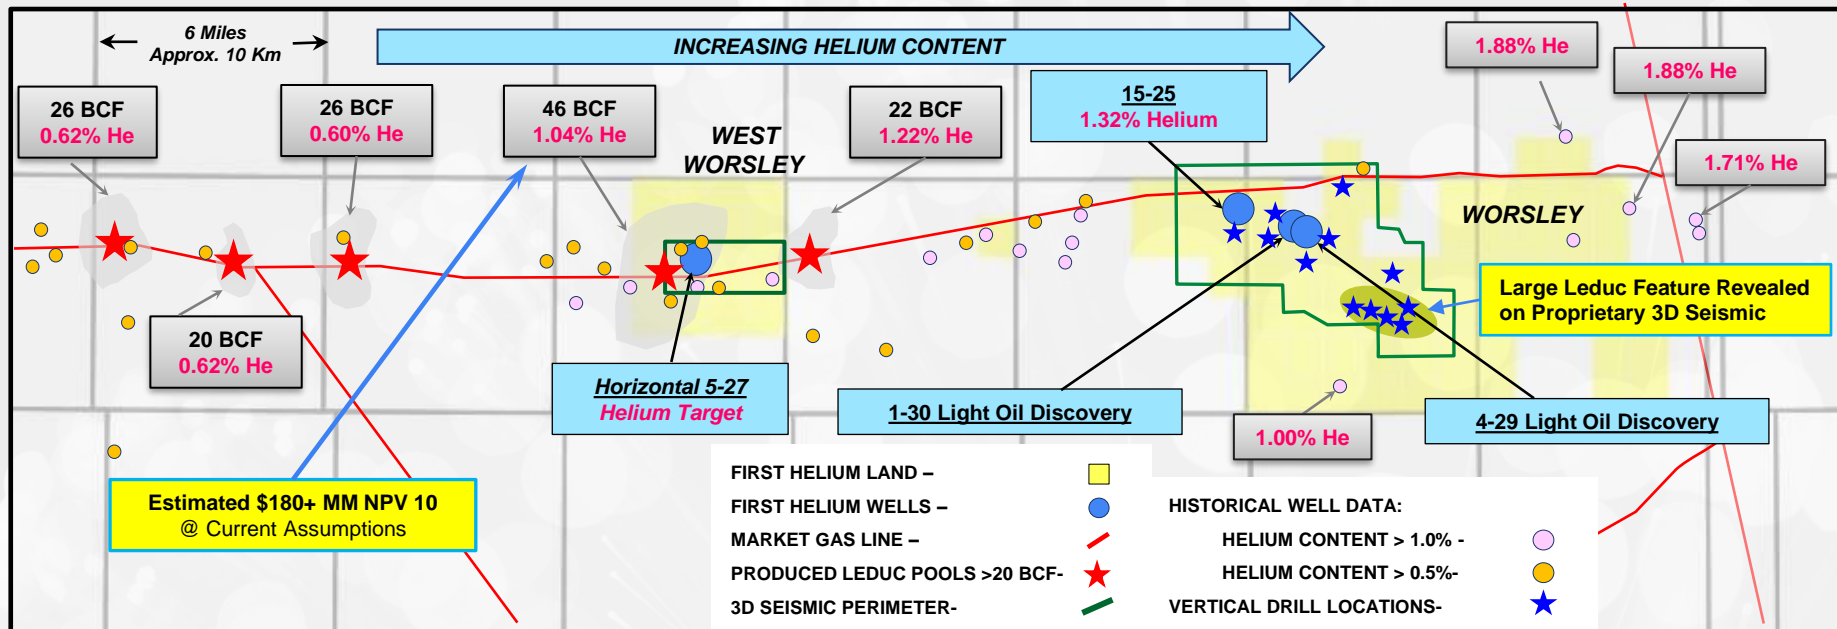 6 Miles
Approx. 10 Km
INCREASING HELIUM CONTENT
1.88% He
1.88% He
26 BCF
0.62% He
26 BCF
0.60% He
46 BCF
1.04% He
WEST
WORSLEY
22 BCF
1.22% He
15-25
1.32% Helium
1.71% He
WORSLEY
20 BCF
0.62% He
Large Leduc Feature Revealed
on Proprietary 3D Seismic
Horizontal 5-27
Helium Target
1-30 Light Oil Discovery
1.00% He
4-29 Light Oil Discovery
Estimated $180+ MM NPV 10
@ Current Assumptions
FIRST HELIUM LAND –
FIRST HELIUM WELLS –
MARKET GAS LINE –
PRODUCED LEDUC POOLS >20 BCF-
3D SEISMIC PERIMETER-
HISTORICAL WELL DATA:
HELIUM CONTENT > 1.0% -
HELIUM CONTENT > 0.5%-
VERTICAL DRILL LOCATIONS-